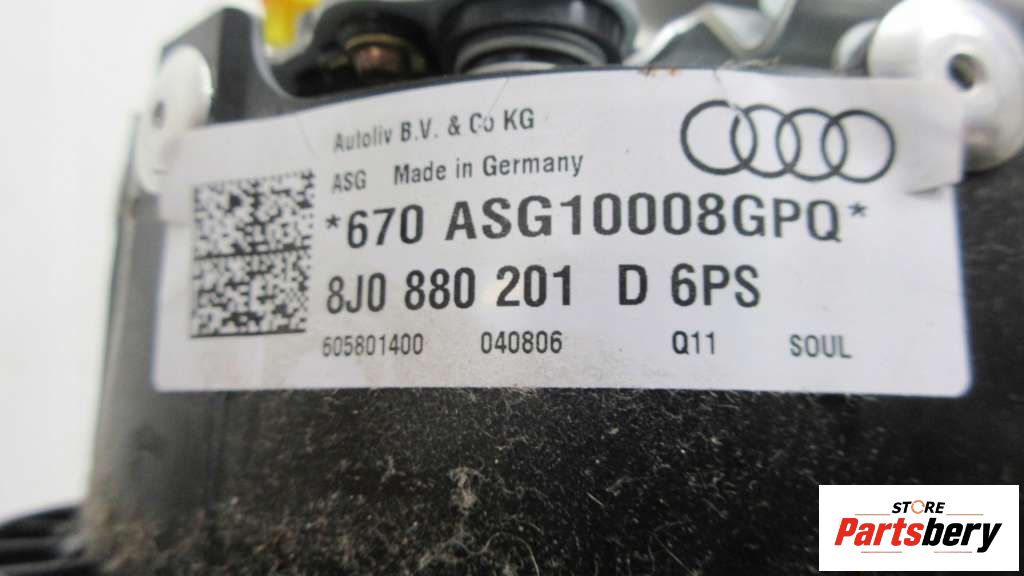 Autoliv B.V. & Co KG
ASG Made in Germany
*670 ASG10008GPQ*
8J0 880 201 D 6PS
605801400 040806 Q11 SOUL
STORE
Partsbery